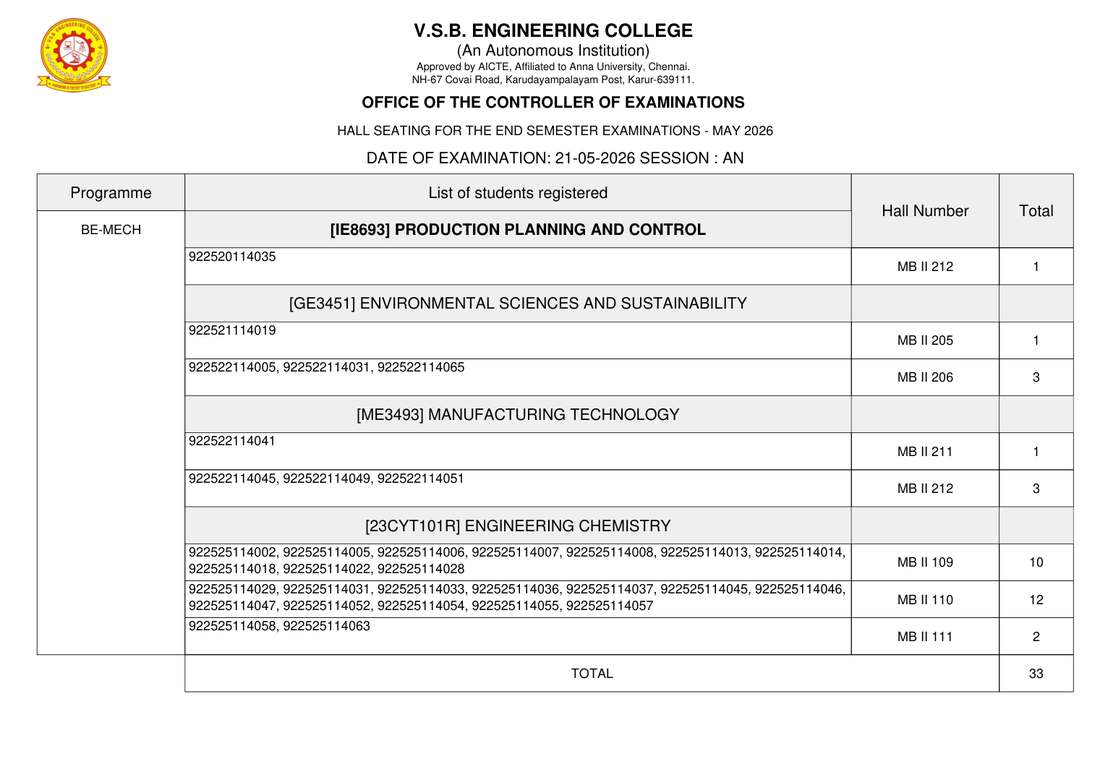 V.S.B. ENGINEERING COLLEGE
(An Autonomous Institution)
Approved by AICTE, Affiliated to Anna University, Chennai.
NH-67 Covai Road, Karudayampalayam Post, Karur-639111.
OFFICE OF THE CONTROLLER OF EXAMINATIONS
HALL SEATING FOR THE END SEMESTER EXAMINATIONS - MAY 2026
DATE OF EXAMINATION: 21-05-2026 SESSION : AN
Programme List of students registered Hall Number Total
BE-MECH [IE8693] PRODUCTION PLANNING AND CONTROL
922520114035 MB II 212 1
[GE3451] ENVIRONMENTAL SCIENCES AND SUSTAINABILITY
922521114019 MB II 205 1
922522114005, 922522114031, 922522114065 MB II 206 3
[ME3493] MANUFACTURING TECHNOLOGY
922522114041 MB II 211 1
922522114045, 922522114049, 922522114051 MB II 212 3
[23CYT101R] ENGINEERING CHEMISTRY
922525114002, 922525114005, 922525114006, 922525114007, 922525114008, 922525114013, 922525114014,
922525114018, 922525114022, 922525114028 MB II 109 10
922525114029, 922525114031, 922525114033, 922525114036, 922525114037, 922525114045, 922525114046,
922525114047, 922525114052, 922525114054, 922525114055, 922525114057 MB II 110 12
922525114058, 922525114063 MB II 111 2
TOTAL 33